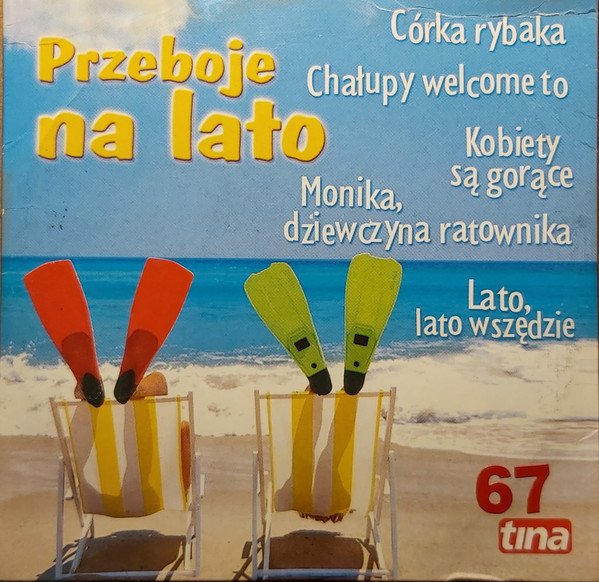 Przeboje
na lato
Córka rybaka
Chałupy welcome to
Kobiety
są gorące
Monika,
dziewczyna ratownika
Lato,
lato wszędzie
67
tina